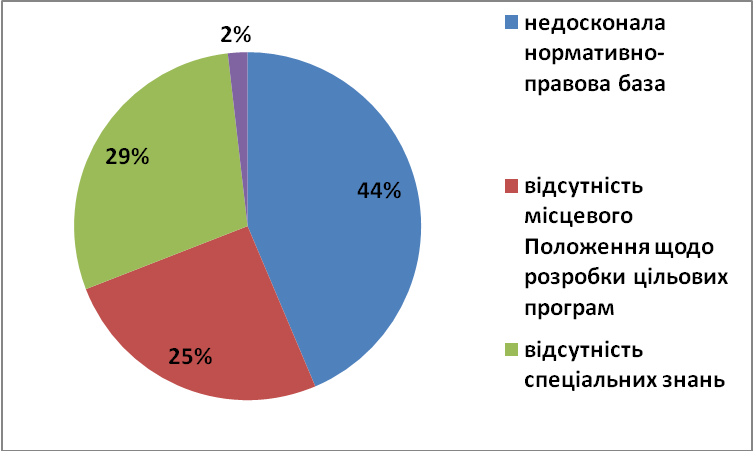 2%
29%
44%
25%
недосконала
нормативно-
правова база
відсутність
місцевого
Положення щодо
розробки цільових
програм
відсутність
спеціальних знань